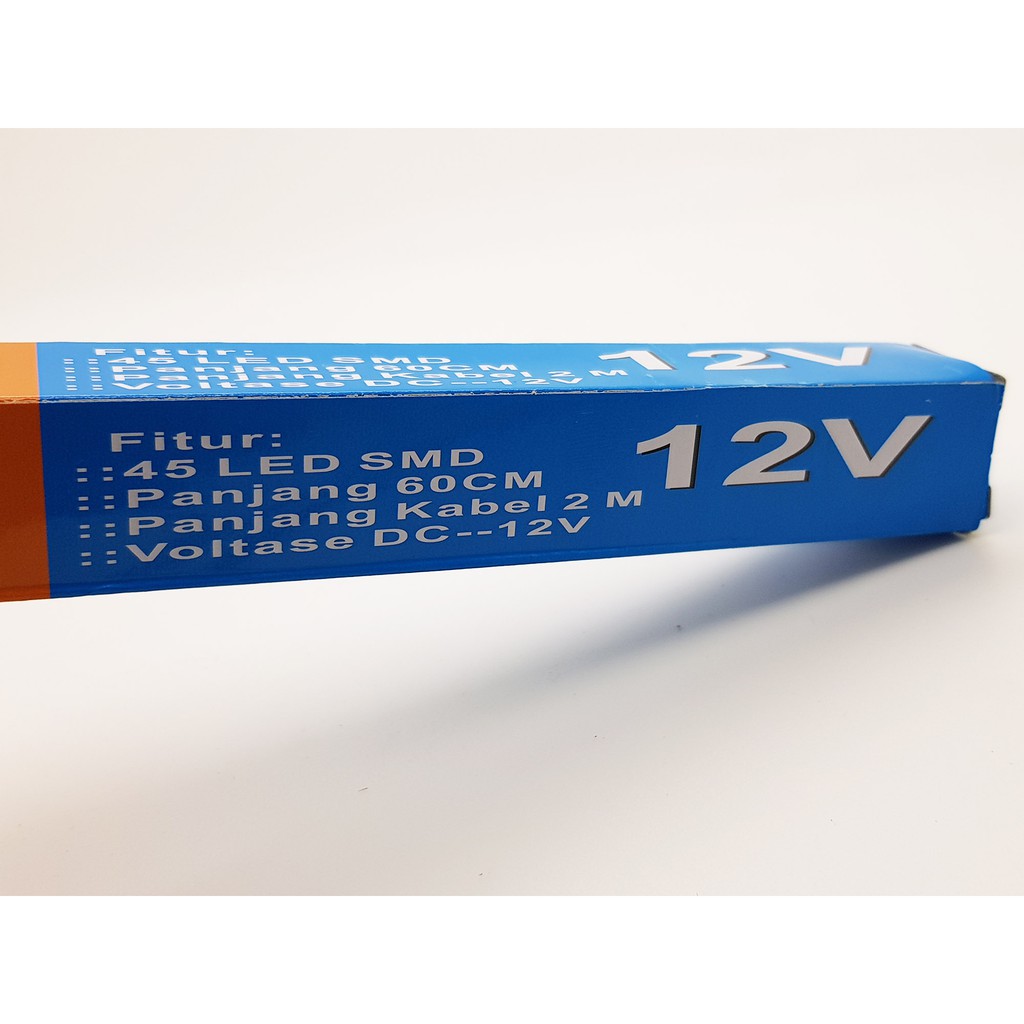 Fitur:
::: 45 LED SMD
::: Panjang 60CM
::: Panjang Kabel 2 M
::: Voltase DC--12V
12V
Fitur:
:::45 LED SMD
:::Panjang 60CM
:::Panjang Kabel 2 M
:::Voltase DC--12V
12V